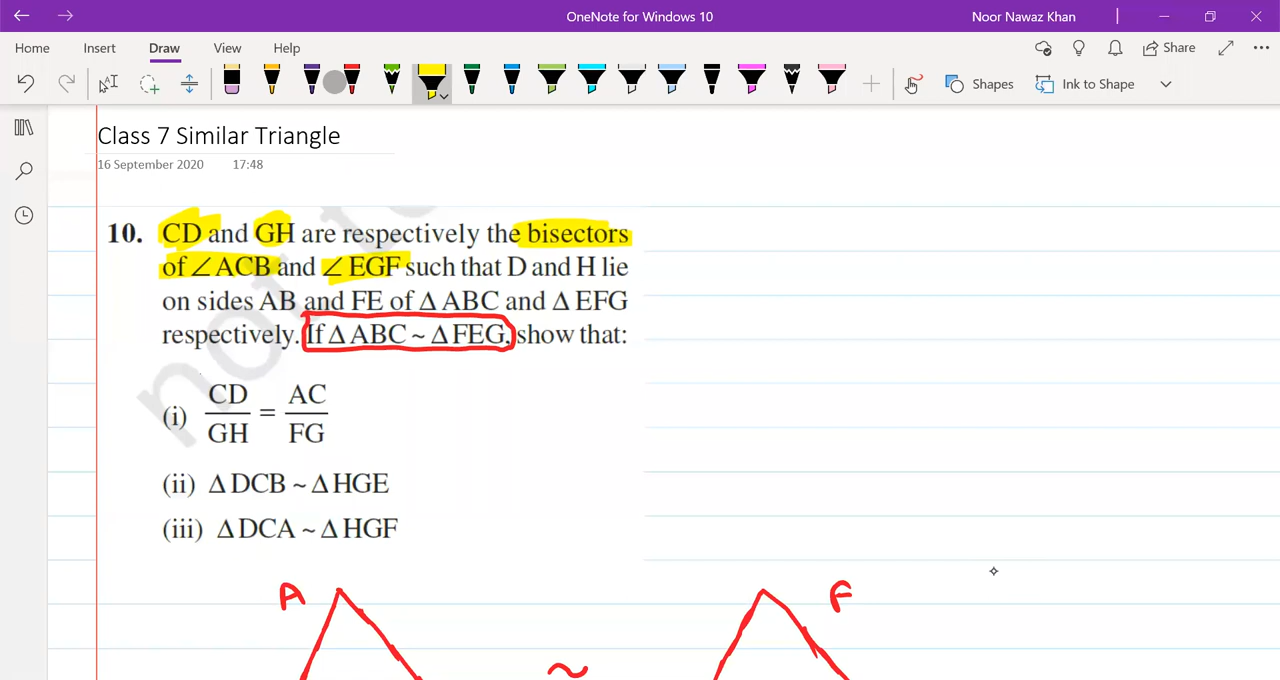 OneNote for Windows 10
Noor Nawaz Khan
Home Insert Draw View Help
Share
Shapes
Ink to Shape
Class 7 Similar Triangle
16 September 2020 17:48
10. CD and GH are respectively the bisectors
of ∠ACB and ∠ EGF such that D and H lie
on sides AB and FE of Δ ABC and Δ EFG
respectively. If Δ ABC ~ Δ FEG, show that:
(i) CD/GH = AC/FG
(ii) Δ DCB ~ Δ HGE
(iii) Δ DCA ~ Δ HGF
A ~ F